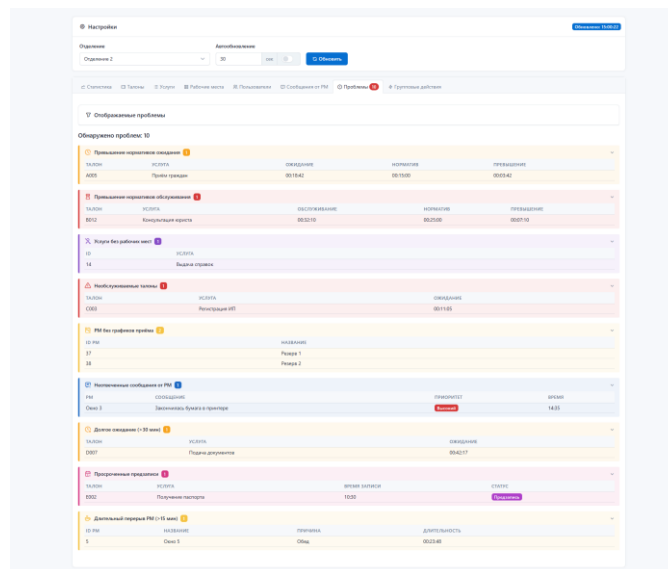 Настройки
Обновлено 15:06:22
Отделение Автообновление
Отделение 2 30 сек Обновить
Статистика Талоны Услуги Рабочие места Пользователи Сообщения от РМ Проблемы 10 Групповые действия
Отображаемые проблемы
Обнаружено проблем: 10
Превышение нормативов ожидания 1
ТАЛОН УСЛУГА ОЖИДАНИЕ НОРМАТИВ ПРЕВЫШЕНИЕ
A005 Приём граждан 00:18:42 00:15:00 00:03:42
Превышение нормативов обслуживания 1
ТАЛОН УСЛУГА ОБСЛУЖИВАНИЕ НОРМАТИВ ПРЕВЫШЕНИЕ
B012 Консультация юриста 00:32:10 00:25:00 00:07:10
Услуги без рабочих мест 1
ID УСЛУГА
14 Выдача справок
Необслуживаемые талоны 1
ТАЛОН УСЛУГА ОЖИДАНИЕ
C003 Регистрация ИП 00:11:05
РМ без графиков приёма 2
ID РМ НАЗВАНИЕ
37 Резерв 1
38 Резерв 2
Неотвеченные сообщения от РМ 1
РМ СООБЩЕНИЕ ПРИОРИТЕТ ВРЕМЯ
Окно 3 Закончилась бумага в принтере Высокий 14:35
Долгое ожидание (>30 мин) 1
ТАЛОН УСЛУГА ОЖИДАНИЕ
D007 Подача документов 00:42:17
Просроченные предзаписи 1
ТАЛОН УСЛУГА ВРЕМЯ ЗАПИСИ СТАТУС
E002 Получение паспорта 10:30 Предзапись
Длительный перерыв РМ (>15 мин) 1
ID РМ НАЗВАНИЕ ПРИЧИНА ДЛИТЕЛЬНОСТЬ
5 Окно 5 Обед 00:23:40